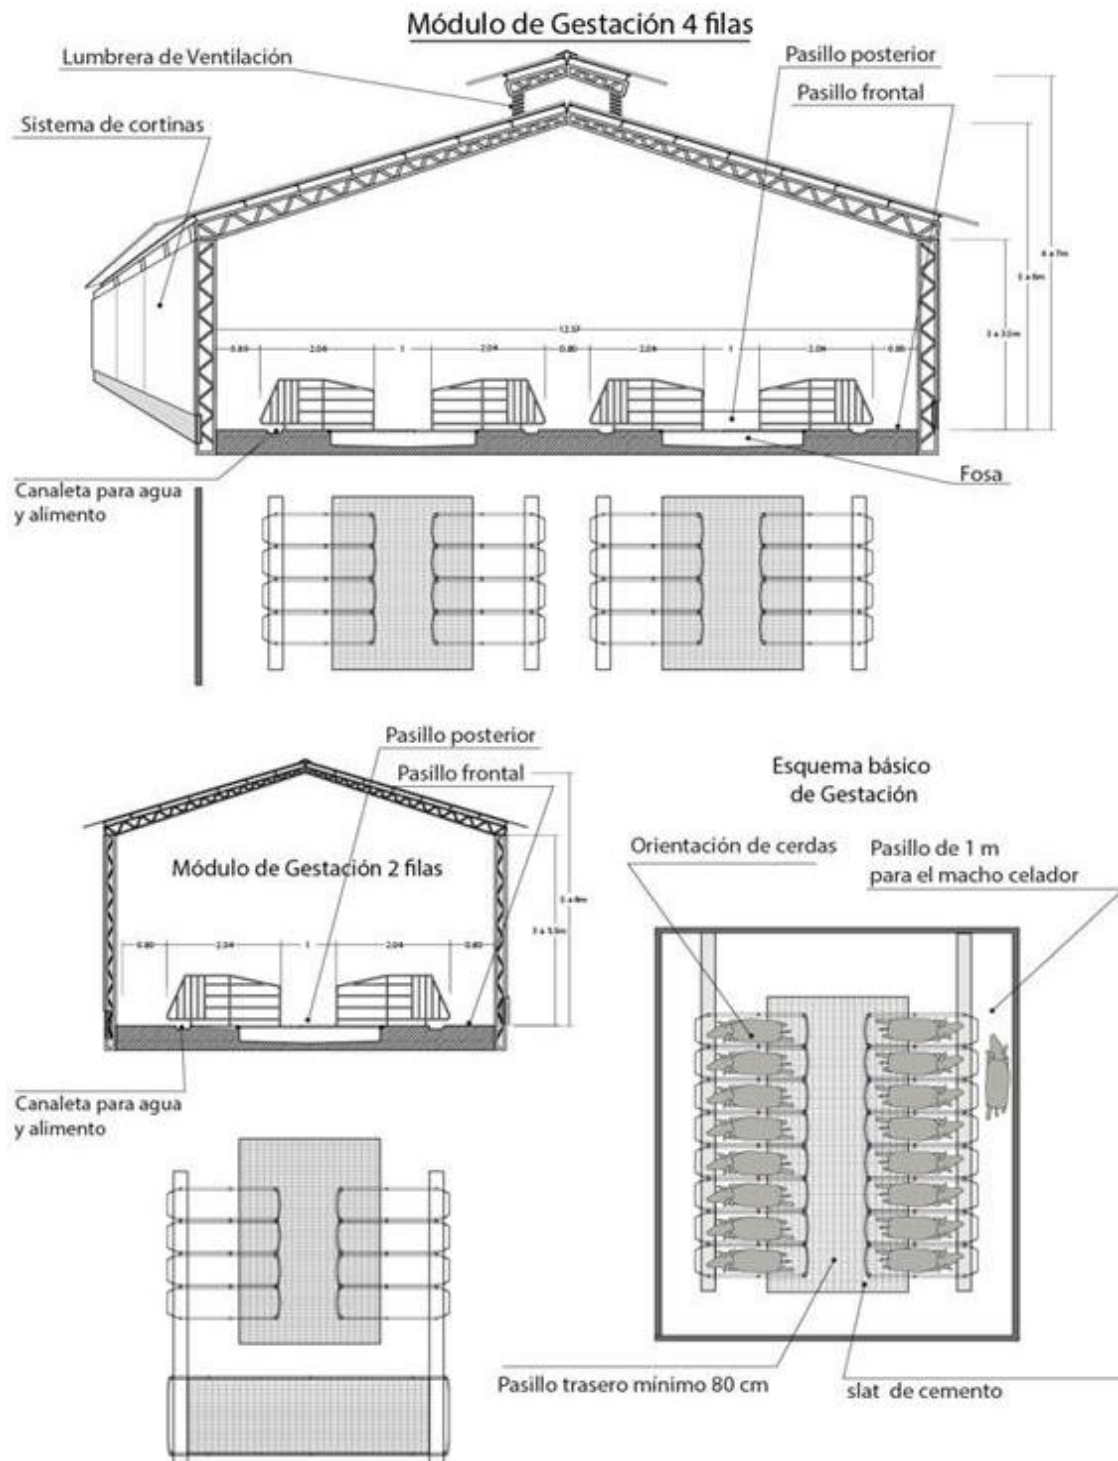 Módulo de Gestación 4 filas
Lumbrera de Ventilación
Pasillo posterior
Pasillo frontal
Sistema de cortinas
6 a 7m
5 a 6m
3 a 3.5m
12.57
2.04
1
2.04
0.80
2.04
1
2.04
0.80
Canaleta para agua
y alimento
Fosa
Pasillo posterior
Pasillo frontal
Módulo de Gestación 2 filas
3 a 3.5m
0.80
2.04
1
2.04
0.80
Canaleta para agua
y alimento
Esquema básico
de Gestación
Orientación de cerdas
Pasillo de 1 m
para el macho celador
Pasillo trasero mínimo 80 cm
slat de cemento